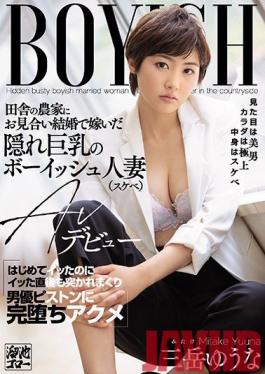 BOYISH
Hidden busty boyish married woman
er in the countryside
田舎の農家に
お見合い結婚で嫁いだ
隠れ巨乳の
ボーイッシュ人妻
(スケベ)
AVデビュー
見た目は美男
カラダは極上
中身はスケベ
「はじめてイッたのに
イッた直後も突かれまくり
男優ピストンに
完堕ちアクメ」
溜池ゴロー
Mitake Yuuna
三岳ゆうな